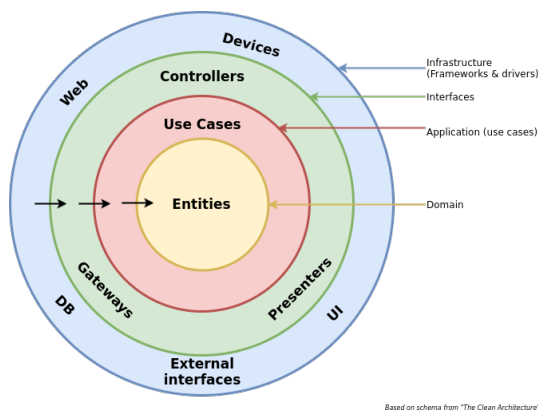 Devices
Web
Controllers
Use Cases
Entities
Gateways
Presenters
DB
UI
External
interfaces
Infrastructure
(Frameworks & drivers)
Interfaces
Application (use cases)
Domain
Based on schema from "The Clean Architecture"